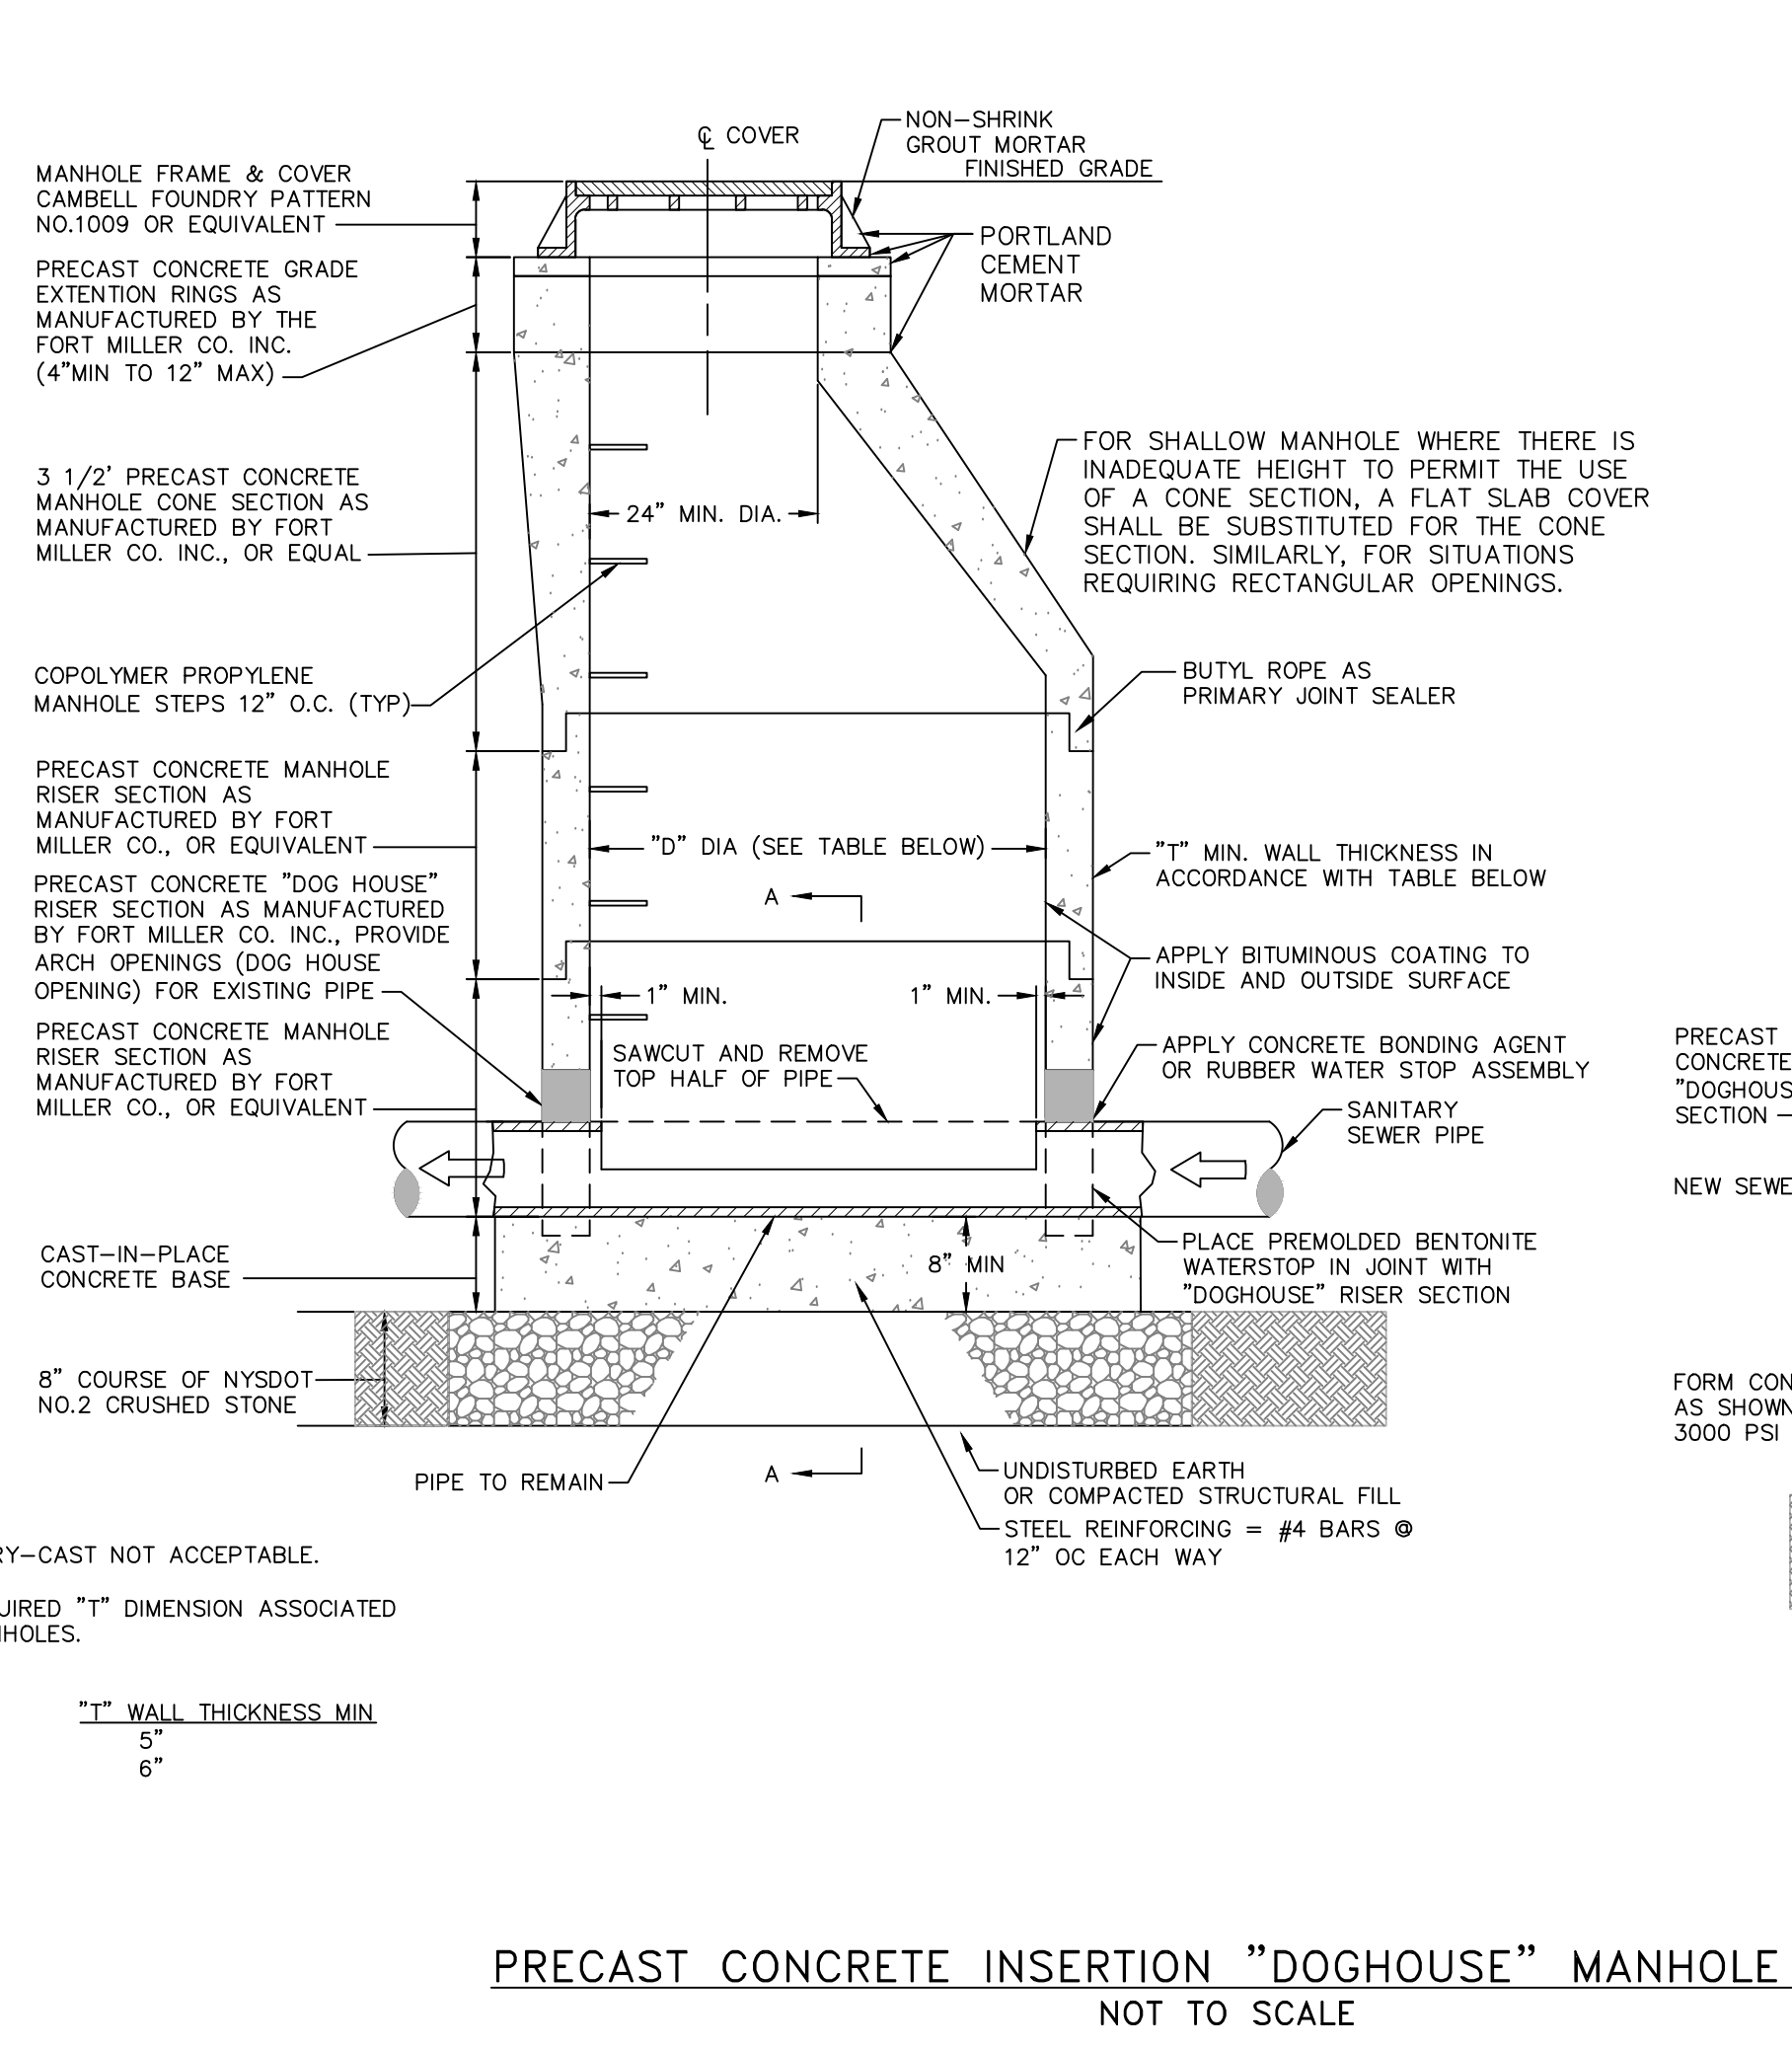 ℄ COVER
NON-SHRINK
GROUT MORTAR
FINISHED GRADE
MANHOLE FRAME & COVER
CAMBELL FOUNDRY PATTERN
NO.1009 OR EQUIVALENT
PORTLAND
CEMENT
MORTAR
PRECAST CONCRETE GRADE
EXTENTION RINGS AS
MANUFACTURED BY THE
FORT MILLER CO. INC.
(4"MIN TO 12" MAX)
FOR SHALLOW MANHOLE WHERE THERE IS
INADEQUATE HEIGHT TO PERMIT THE USE
OF A CONE SECTION, A FLAT SLAB COVER
SHALL BE SUBSTITUTED FOR THE CONE
SECTION. SIMILARLY, FOR SITUATIONS
REQUIRING RECTANGULAR OPENINGS.
3 1/2' PRECAST CONCRETE
MANHOLE CONE SECTION AS
MANUFACTURED BY FORT
MILLER CO. INC., OR EQUAL
24" MIN. DIA.
COPOLYMER PROPYLENE
MANHOLE STEPS 12" O.C. (TYP)
BUTYL ROPE AS
PRIMARY JOINT SEALER
PRECAST CONCRETE MANHOLE
RISER SECTION AS
MANUFACTURED BY FORT
MILLER CO., OR EQUIVALENT
"D" DIA (SEE TABLE BELOW)
"T" MIN. WALL THICKNESS IN
ACCORDANCE WITH TABLE BELOW
A
PRECAST CONCRETE "DOG HOUSE"
RISER SECTION AS MANUFACTURED
BY FORT MILLER CO. INC., PROVIDE
ARCH OPENINGS (DOG HOUSE
OPENING) FOR EXISTING PIPE
APPLY BITUMINOUS COATING TO
INSIDE AND OUTSIDE SURFACE
1" MIN.
1" MIN.
PRECAST CONCRETE MANHOLE
RISER SECTION AS
MANUFACTURED BY FORT
MILLER CO., OR EQUIVALENT
SAWCUT AND REMOVE
TOP HALF OF PIPE
APPLY CONCRETE BONDING AGENT
OR RUBBER WATER STOP ASSEMBLY
SANITARY
SEWER PIPE
PRECAST
CONCRETE
"DOGHOUS
SECTION
NEW SEWE
CAST-IN-PLACE
CONCRETE BASE
8" MIN
PLACE PREMOLDED BENTONITE
WATERSTOP IN JOINT WITH
"DOGHOUSE" RISER SECTION
8" COURSE OF NYSDOT
NO.2 CRUSHED STONE
FORM CON
AS SHOWN
3000 PSI
PIPE TO REMAIN
A
UNDISTURBED EARTH
OR COMPACTED STRUCTURAL FILL
STEEL REINFORCING = #4 BARS @
12" OC EACH WAY
RY-CAST NOT ACCEPTABLE.
UIRED "T" DIMENSION ASSOCIATED
HOLES.
"T" WALL THICKNESS MIN
5"
6"
PRECAST CONCRETE INSERTION "DOGHOUSE" MANHOLE
NOT TO SCALE